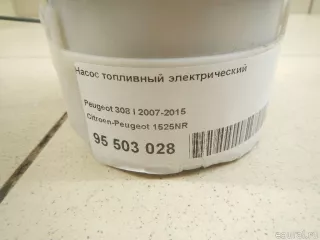 Насос топливный электрический
Peugeot 308 I 2007-2015
Citroen-Peugeot 1525NR
95 503 028